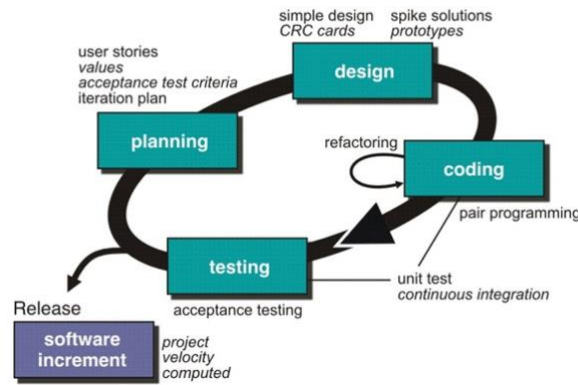 simple design
CRC cards
spike solutions
prototypes
user stories
values
acceptance test criteria
iteration plan
design
planning
refactoring
coding
pair programming
testing
unit test
continuous integration
acceptance testing
Release
software
increment
project
velocity
computed